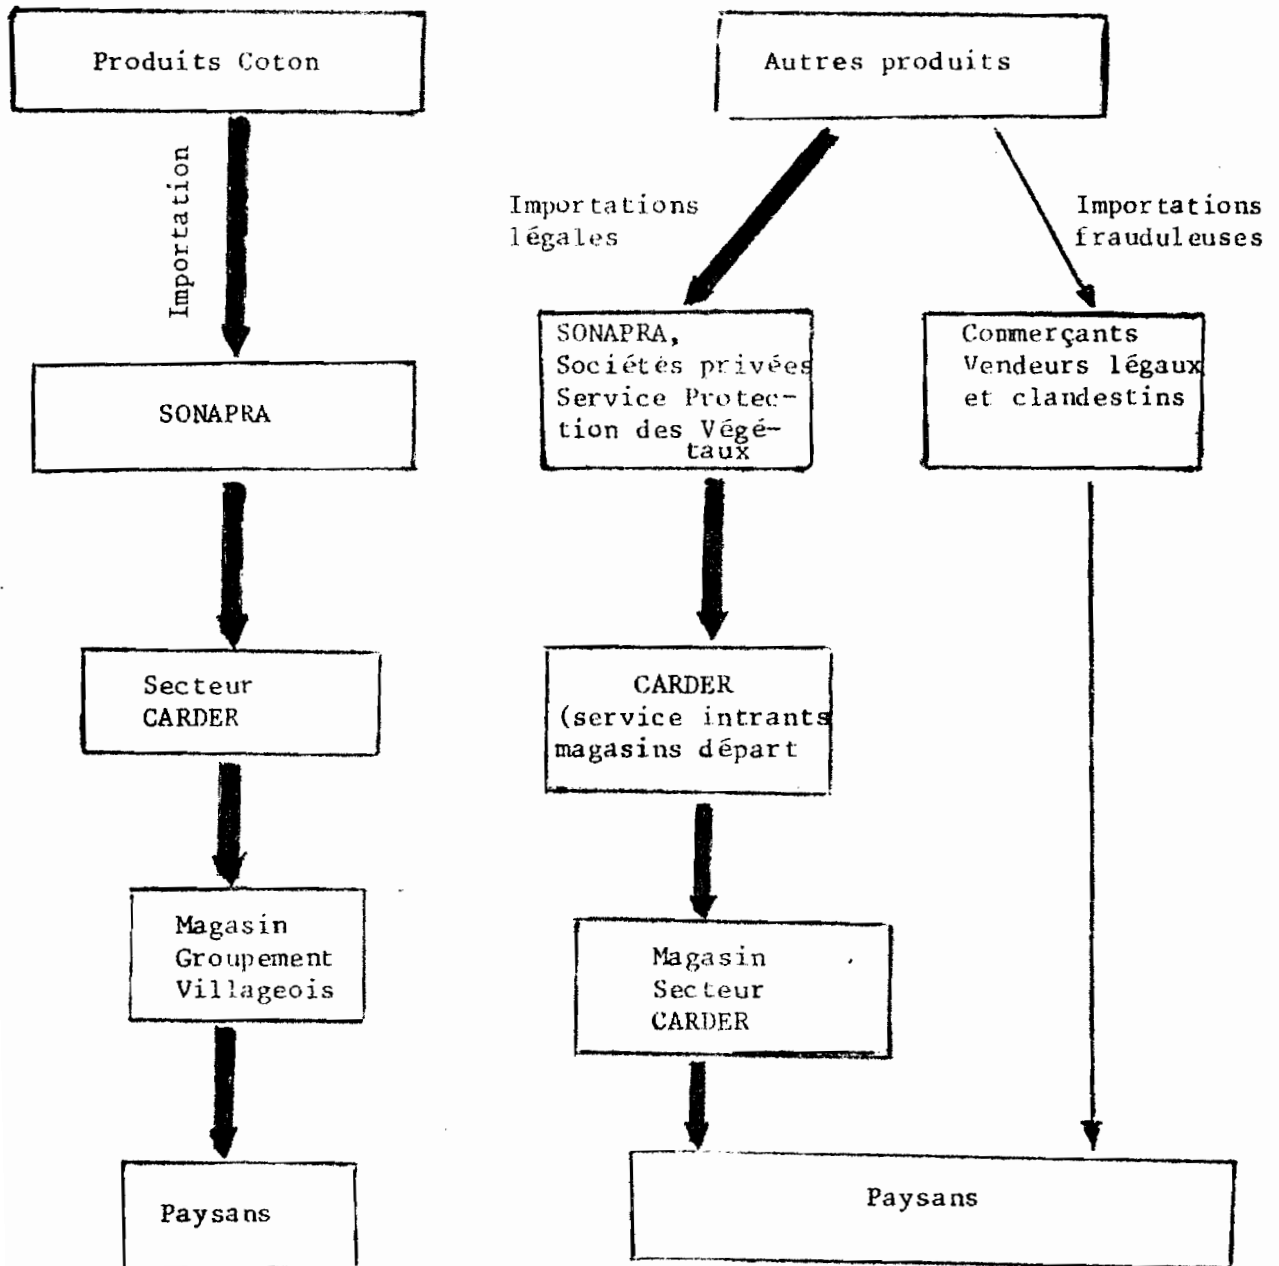 Produits Coton
Importation
SONAPRA
Secteur
CARDER
Magasin
Groupement
Villageois
Paysans
Autres produits
Importations
légales
Importations
frauduleuses
SONAPRA,
Sociétés privées
Service Protec-
tion des Végé-
taux
Commerçants
Vendeurs légaux
et clandestins
CARDER
(service intrants
magasins départ
Magasin
Secteur
CARDER
Paysans